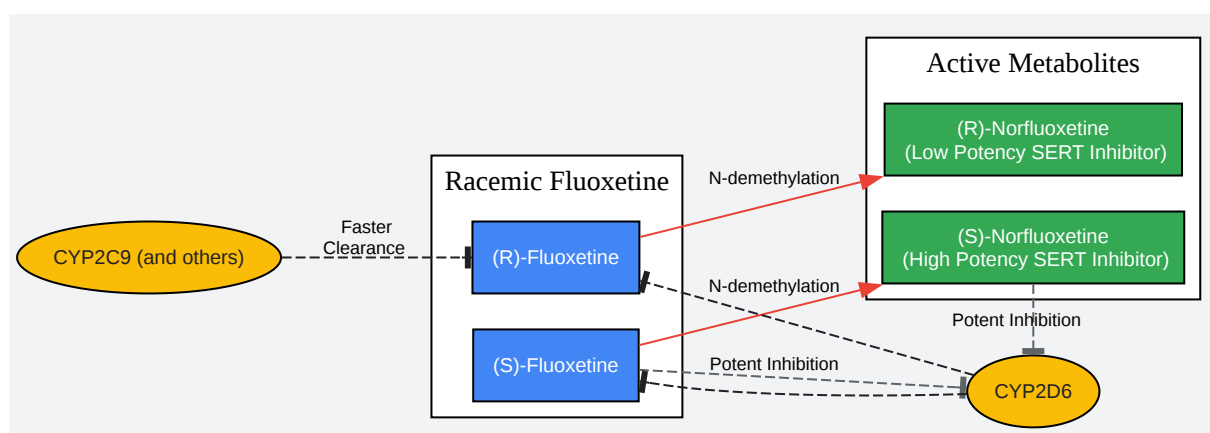 Active Metabolites
(R)-Norfluoxetine
(Low Potency SERT Inhibitor)
Racemic Fluoxetine
N-demethylation
Faster
Clearance
CYP2C9 (and others)
(R)-Fluoxetine
(S)-Norfluoxetine
(High Potency SERT Inhibitor)
N-demethylation
Potent Inhibition
(S)-Fluoxetine
Potent Inhibition
CYP2D6